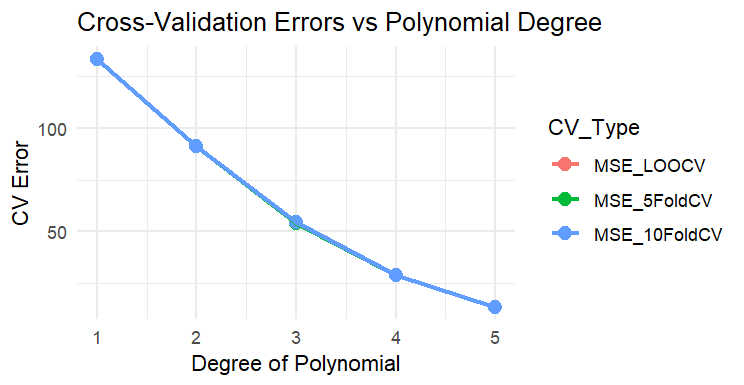 Cross-Validation Errors vs Polynomial Degree
100
50
CV Error
1 2 3 4 5
Degree of Polynomial
CV_Type
MSE_LOOCV
MSE_5FoldCV
MSE_10FoldCV